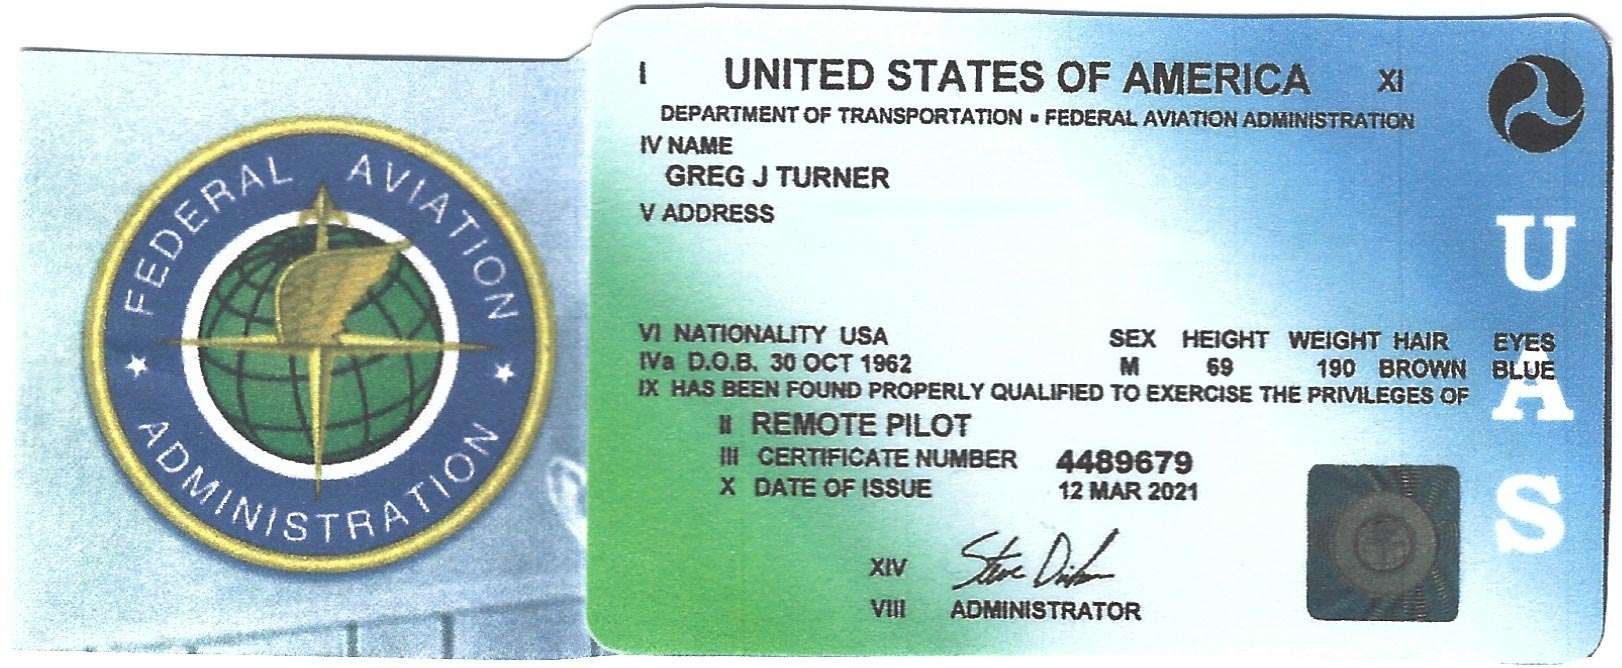 FEDERAL AVIATION
ADMINISTRATION
I UNITED STATES OF AMERICA XI
DEPARTMENT OF TRANSPORTATION ▪ FEDERAL AVIATION ADMINISTRATION
IV NAME
GREG J TURNER
V ADDRESS
VI NATIONALITY USA SEX HEIGHT WEIGHT HAIR EYES
IVa D.O.B. 30 OCT 1962 M 69 190 BROWN BLUE
IX HAS BEEN FOUND PROPERLY QUALIFIED TO EXERCISE THE PRIVILEGES OF
II REMOTE PILOT
III CERTIFICATE NUMBER 4489679
X DATE OF ISSUE 12 MAR 2021
XIV Steve Dickson
VIII ADMINISTRATOR
UAS